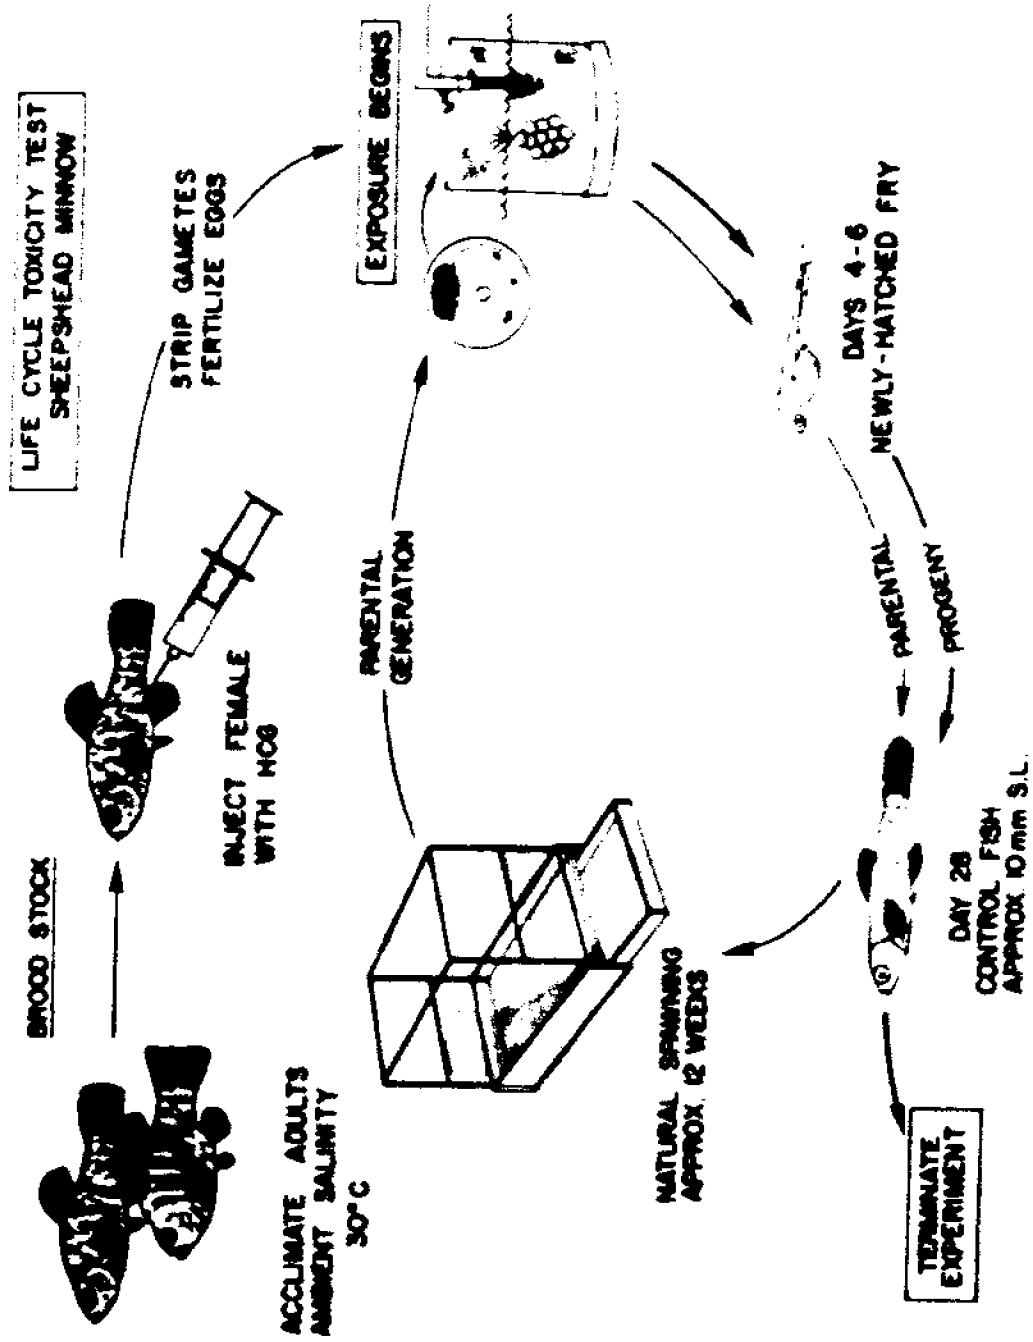 LIFE CYCLE TOXICITY TEST
SHEEPSHEAD MINNOW
BROOD STOCK
ACCLIMATE ADULTS
AMBIENT SALINITY
30°C
INJECT FEMALE
WITH HCG
STRIP GAMETES
FERTILIZE EGGS
EXPOSURE BEGINS
PARENTAL
GENERATION
DAYS 4-6
NEWLY-HATCHED FRY
PARENTAL
PROGENY
DAY 28
CONTROL FISH
APPROX 10 mm S.L.
NATURAL SPAWNING
APPROX. 12 WEEKS
TERMINATE
EXPERIMENT